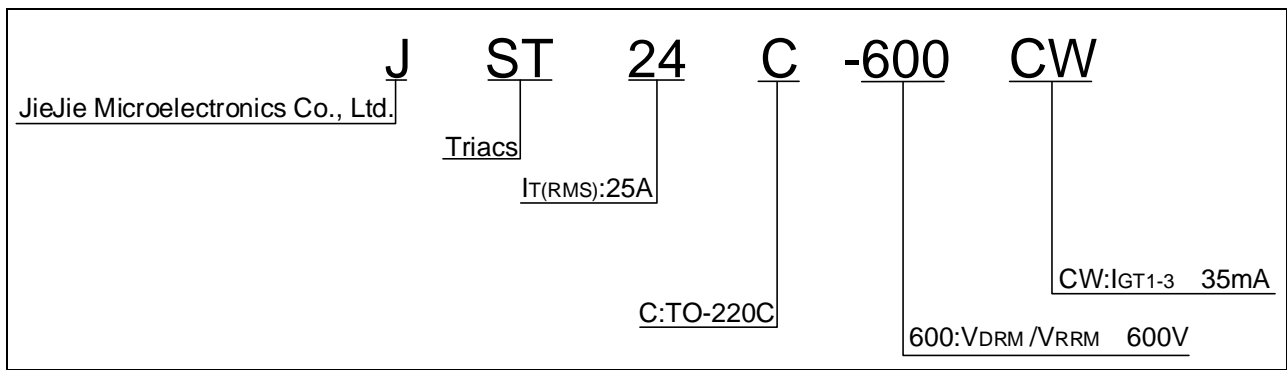 J ST 24 C -600 CW
JieJie Microelectronics Co., Ltd.
Triacs
IT(RMS):25A
CW:IGT1-3 35mA
C:TO-220C
600:VDRM /VRRM 600V